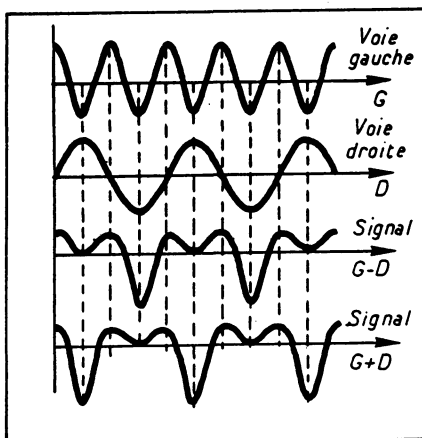 Voie
gauche
G
Voie
droite
D
Signal
G-D
Signal
G+D